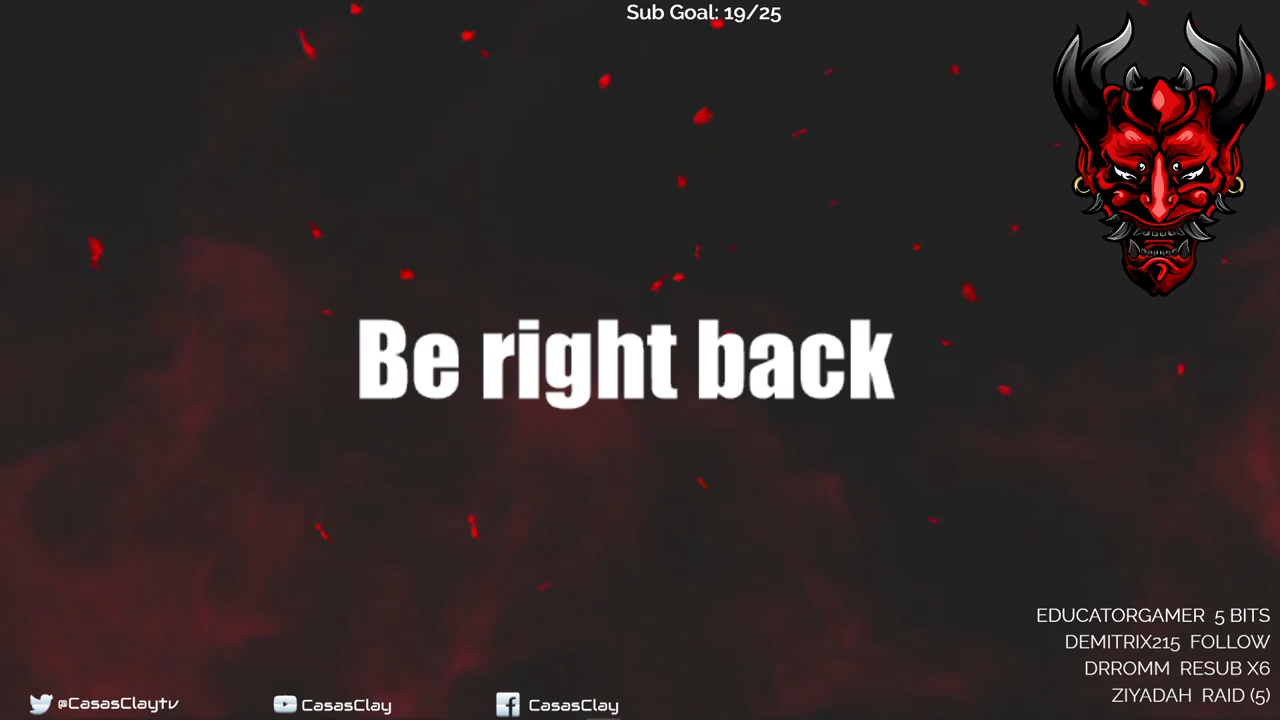 Sub Goal: 19/25
Be right back
EDUCATORGAMER 5 BITS
DEMITRIX215 FOLLOW
DRROMM RESUB X6
ZIYADAH RAID (5)
@CasasClaytv CasasClay CasasClay